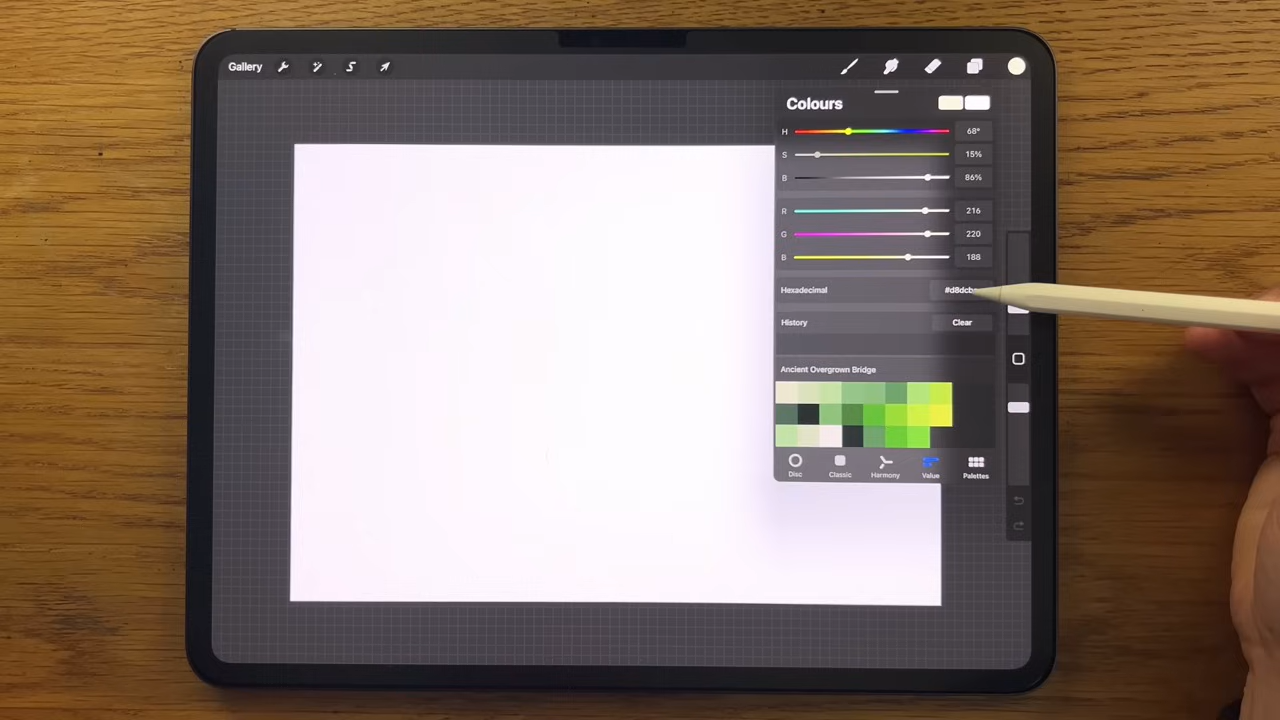 Gallery
Colours
H 68°
S 15%
B 86%
R 216
G 220
B 188
Hexadecimal
History Clear
Ancient Overgrown Bridge
Disc Classic Harmony Value Palettes